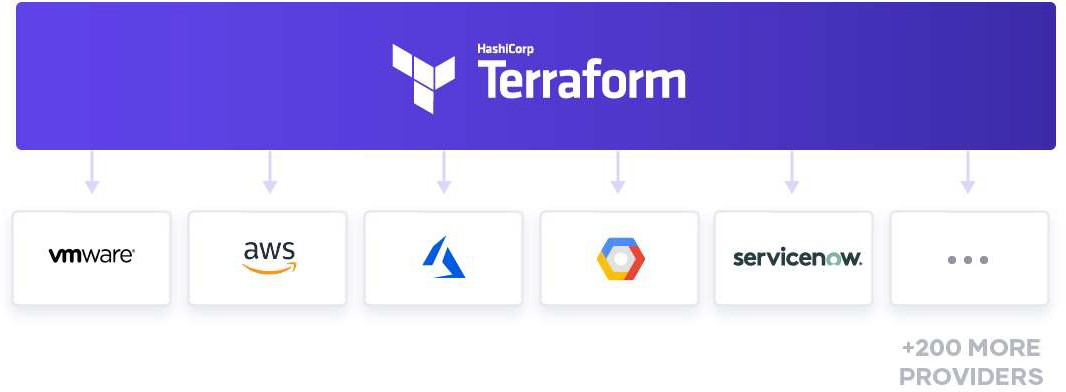 HashiCorp
Terraform
vmware®
aws
servicenow.
+200 MORE
PROVIDERS